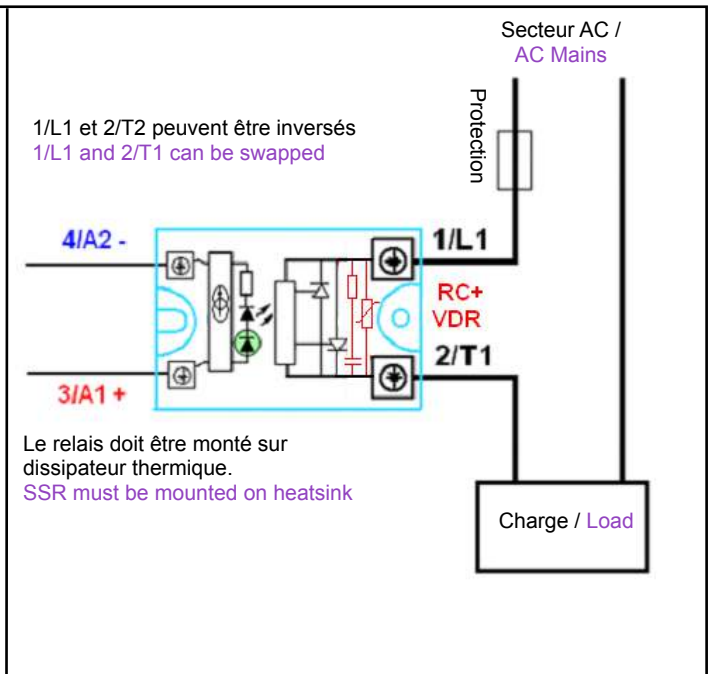 Secteur AC /
AC Mains
Protection
1/L1 et 2/T2 peuvent être inversés
1/L1 and 2/T1 can be swapped
4/A2 -
1/L1
RC+
VDR
2/T1
3/A1 +
Le relais doit être monté sur
dissipateur thermique.
SSR must be mounted on heatsink
Charge / Load